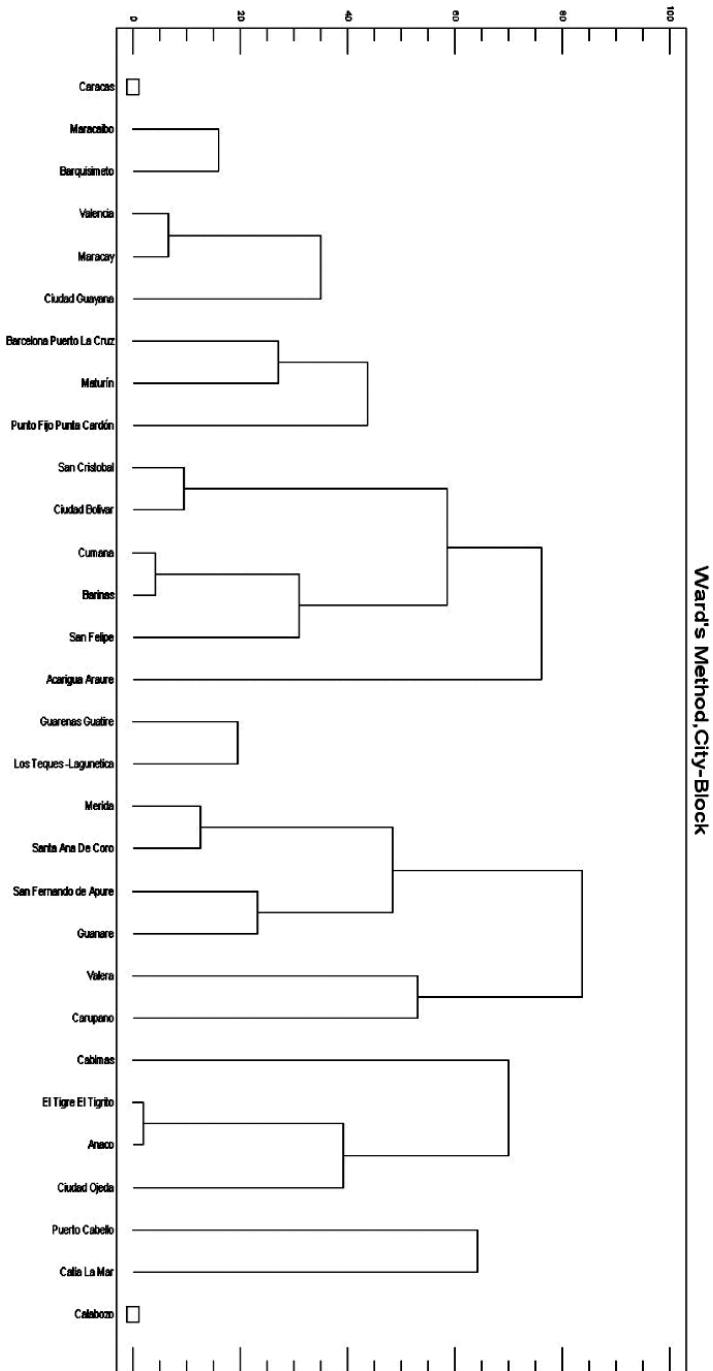 0
20
40
60
80
100
Caracas
Maracaibo
Barquisimeto
Valencia
Maracay
Ciudad Guayana
Barcelona Puerto La Cruz
Maturín
Punto Fijo Punta Cardón
San Cristobal
Ciudad Bolivar
Cumana
Barinas
San Felipe
Acarigua Araure
Guarenas Guatire
Los Teques -Lagunetica
Merida
Santa Ana De Coro
San Fernando de Apure
Guanare
Valera
Carupano
Cabimas
El Tigre El Tigrito
Anaco
Ciudad Ojeda
Puerto Cabello
Catia La Mar
Calabozo
Ward's Method,City-Block